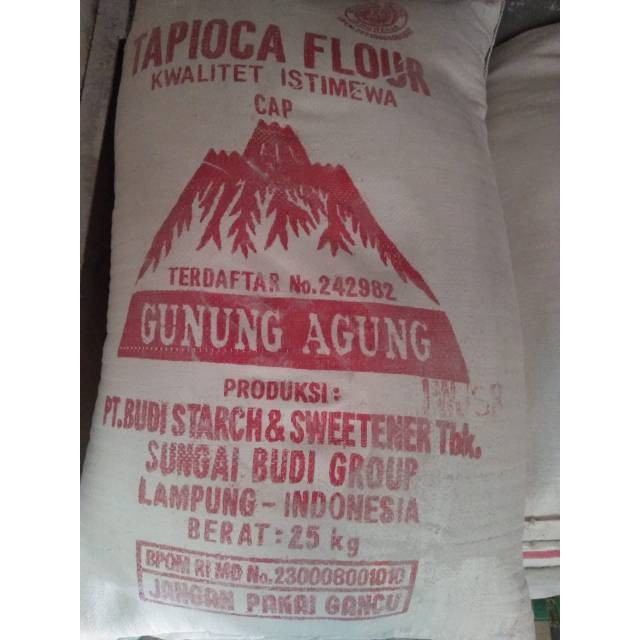 TAPIOCA FLOUR
KWALITET ISTIMEWA
CAP
TERDAFTAR No.242982
GUNUNG AGUNG
PRODUKSI:
PT.BUDI STARCH & SWEETENER Tbk.
SUNGAI BUDI GROUP
LAMPUNG - INDONESIA
BERAT: 25 kg
BPOM RI MD No.230008001010
JANGAN PAKAI GANCU